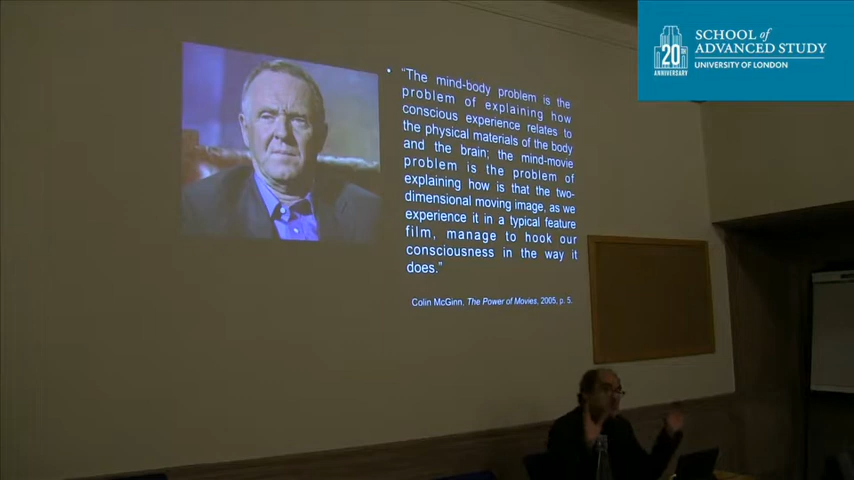 SCHOOL of
ADVANCED STUDY
UNIVERSITY OF LONDON
20
ANNIVERSARY
• “The mind-body problem is the
problem of explaining how
conscious experience relates to
the physical materials of the body
and the brain; the mind-movie
problem is the problem of
explaining how is that the two-
dimensional moving image, as we
experience it in a typical feature
film, manage to hook our
consciousness in the way it
does.”
Colin McGinn, The Power of Movies, 2005, p. 5.